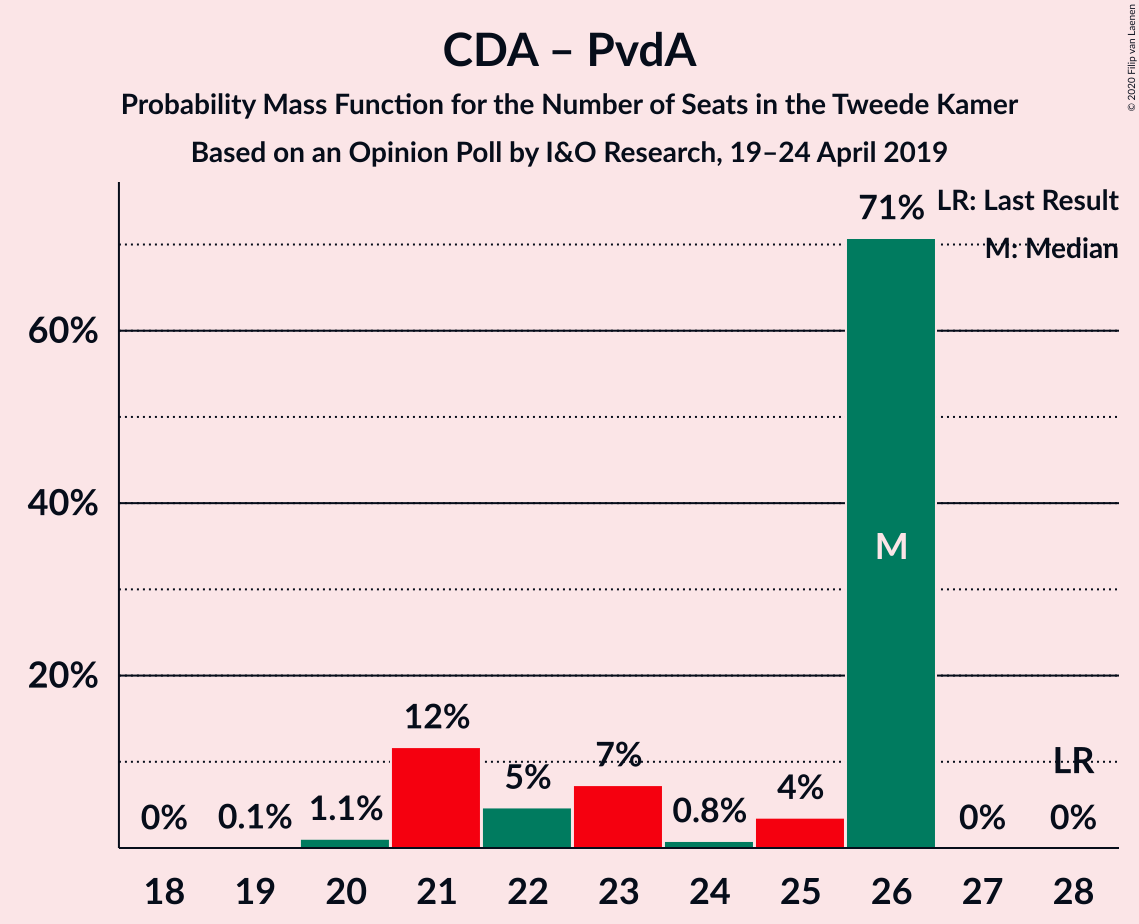 CDA – PvdA
Probability Mass Function for the Number of Seats in the Tweede Kamer
Based on an Opinion Poll by I&O Research, 19–24 April 2019
© 2020 Filip van Laenen
LR: Last Result
M: Median
71%
60%
40%
20%
M
12%
5%
7%
4%
LR
0%
0.1%
1.1%
0.8%
0%
0%
18 19 20 21 22 23 24 25 26 27 28